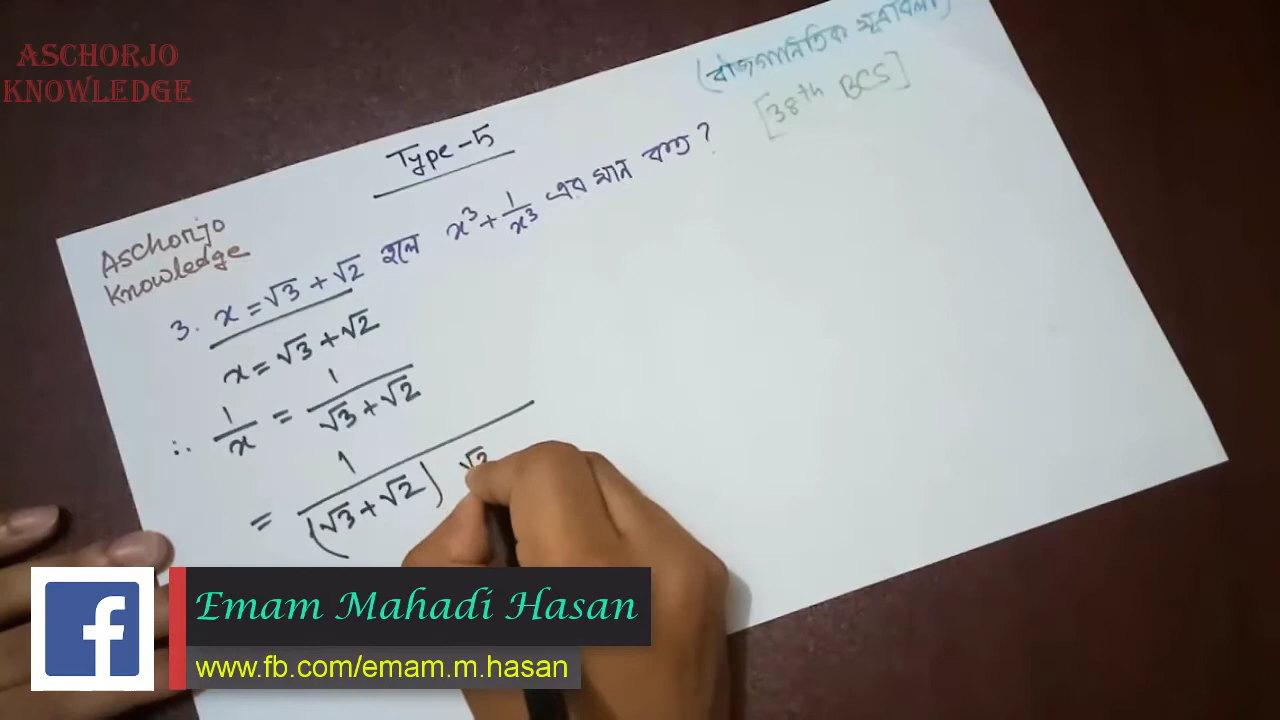 ASCHORJO
KNOWLEDGE
(বীজগানিতিক সূত্রাবলী)
[38th BCS]
Type-5
Aschorjo
Knowledge
3. x = √3 + √2 হলে x³ + 1/x³ এর মান কত ?
x = √3 + √2
∴ 1/x = 1/(√3 + √2)
= 1/(√3 + √2)
Emam Mahadi Hasan
www.fb.com/emam.m.hasan